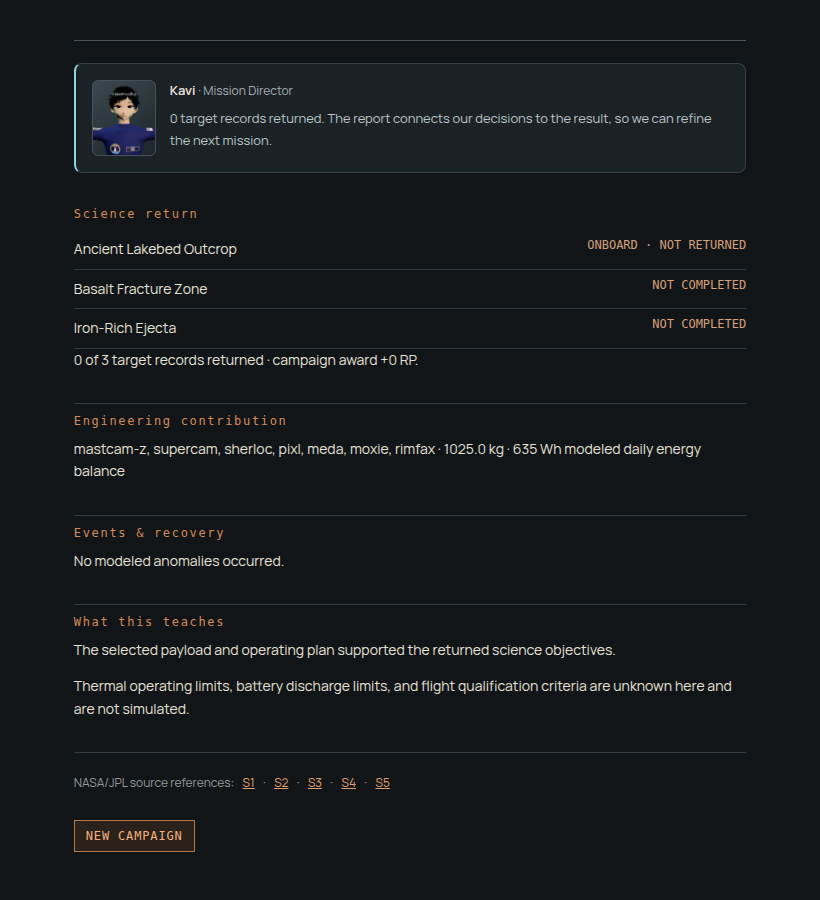 Kavi · Mission Director
0 target records returned. The report connects our decisions to the result, so we can refine
the next mission.
Science return
Ancient Lakebed Outcrop
ONBOARD · NOT RETURNED
Basalt Fracture Zone
NOT COMPLETED
Iron-Rich Ejecta
NOT COMPLETED
0 of 3 target records returned · campaign award +0 RP.
Engineering contribution
mastcam-z, supercam, sherloc, pixl, meda, moxie, rimfax · 1025.0 kg · 635 Wh modeled daily energy
balance
Events & recovery
No modeled anomalies occurred.
What this teaches
The selected payload and operating plan supported the returned science objectives.
Thermal operating limits, battery discharge limits, and flight qualification criteria are unknown here and
are not simulated.
NASA/JPL source references: S1 · S2 · S3 · S4 · S5
NEW CAMPAIGN